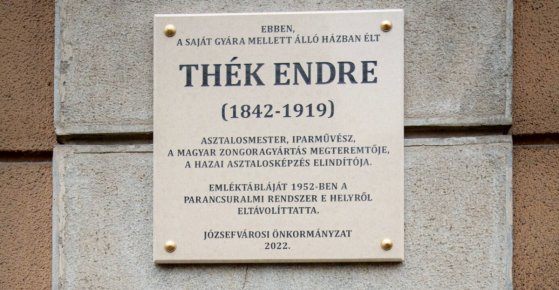 EBBEN,
A SAJÁT GYÁRA MELLETT ÁLLÓ HÁZBAN ÉLT
THÉK ENDRE
(1842-1919)
ASZTALOSMESTER, IPARMŰVÉSZ,
A MAGYAR ZONGORAGYÁRTÁS MEGTEREMTŐJE,
A HAZAI ASZTALOSKÉPZÉS ELINDÍTÓJA.
EMLÉKTÁBLÁJÁT 1952-BEN A
PARANCSURALMI RENDSZER E HELYRŐL
ELTÁVOLÍTTATTA.
JÓZSEFVÁROSI ÖNKORMÁNYZAT
2022.